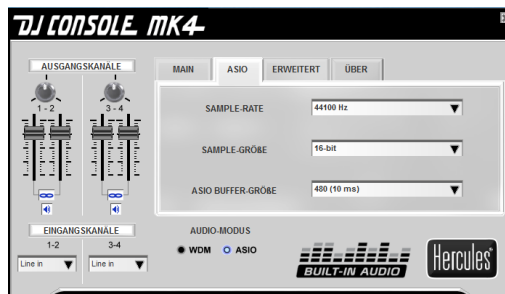 DJ CONSOLE MK4
AUSGANGSKANÄLE
1 - 2
3 - 4
EINGANGSKANÄLE
1-2
3-4
Line in
Line in
MAIN
ASIO
ERWEITERT
ÜBER
SAMPLE-RATE
44100 Hz
SAMPLE-GRÖßE
16-bit
ASIO BUFFER-GRÖßE
480 (10 ms)
AUDIO-MODUS
WDM
ASIO
BUILT-IN AUDIO
Hercules